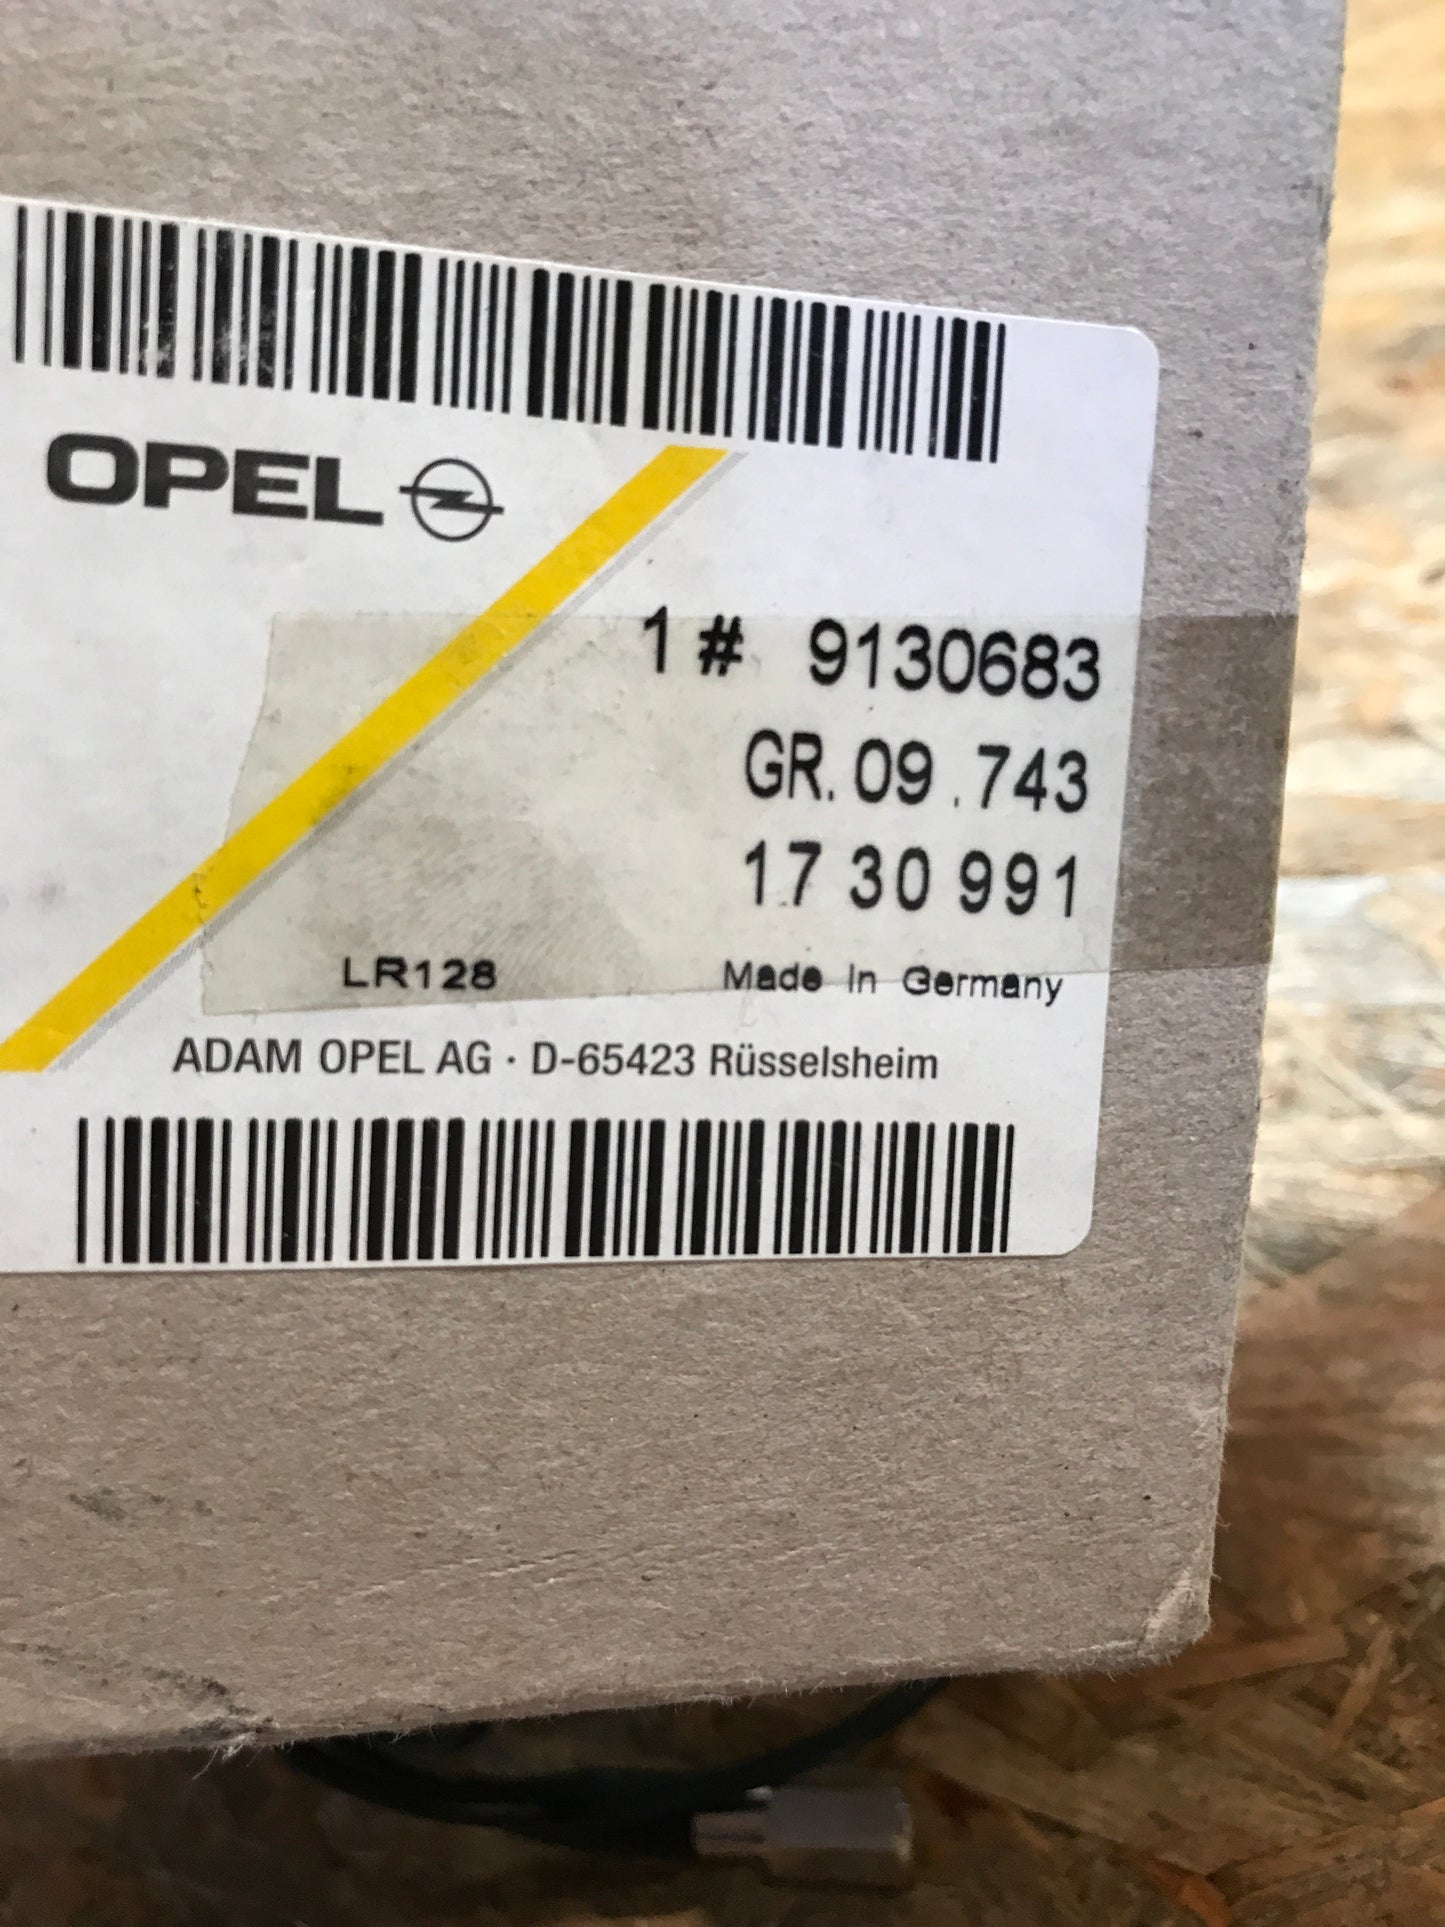 OPEL
1 # 9130683
GR. 09 . 743
17 30 991
LR128 Made in Germany
ADAM OPEL AG · D-65423 Rüsselsheim